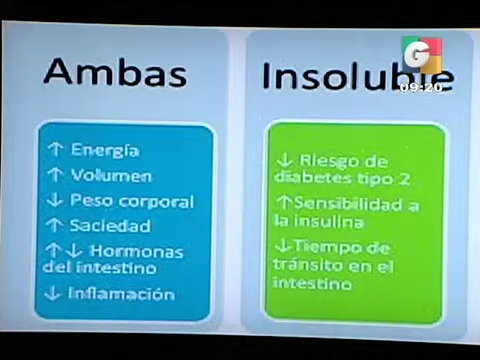 Ambas
↑ Energía
↑ Volumen
↓ Peso corporal
↑ Saciedad
↑↓ Hormonas
del intestino
↓ Inflamación
Insoluble
↓ Riesgo de
diabetes tipo 2
↑Sensibilidad a
la insulina
↓Tiempo de
tránsito en el
intestino
G
09:20